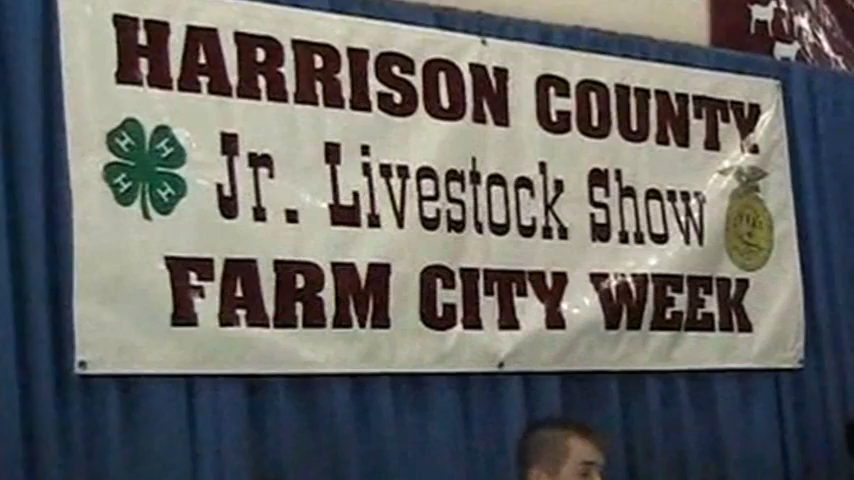 HARRISON COUNTY
Jr. Livestock Show
FARM CITY WEEK
H H
H H